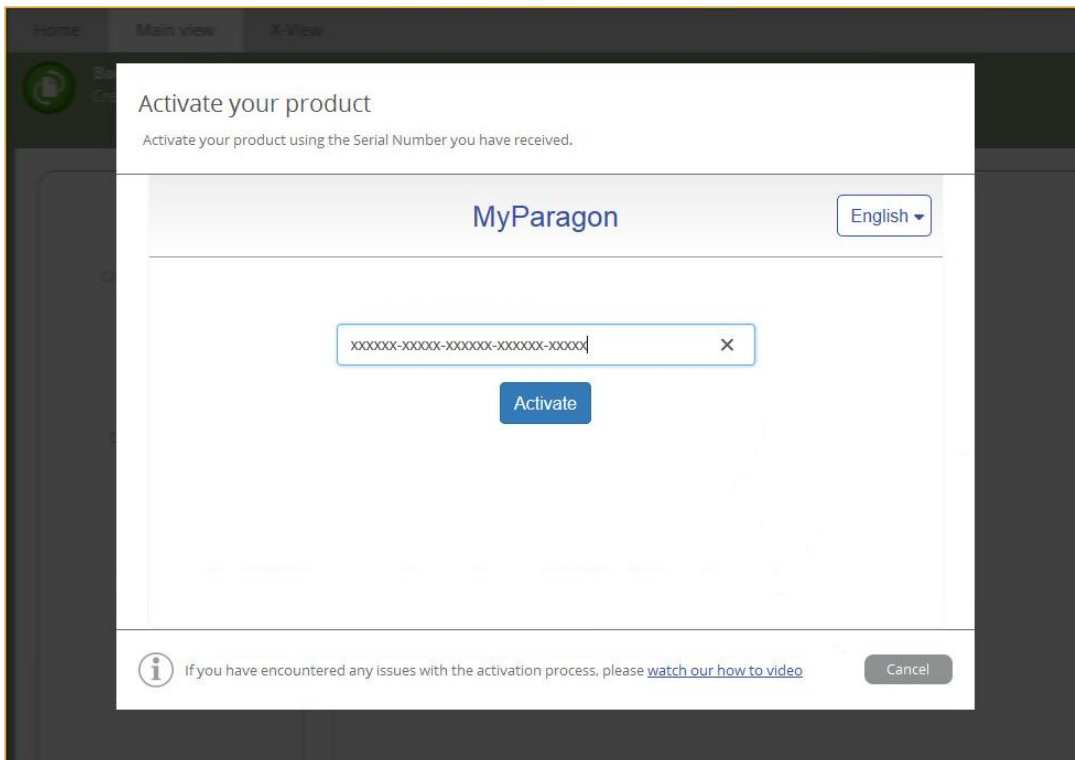 Home Main view X-View
Activate your product
Activate your product using the Serial Number you have received.
MyParagon
English
xxxxxx-xxxxx-xxxxxx-xxxxxx-xxxxx
Activate
If you have encountered any issues with the activation process, please watch our how to video
Cancel